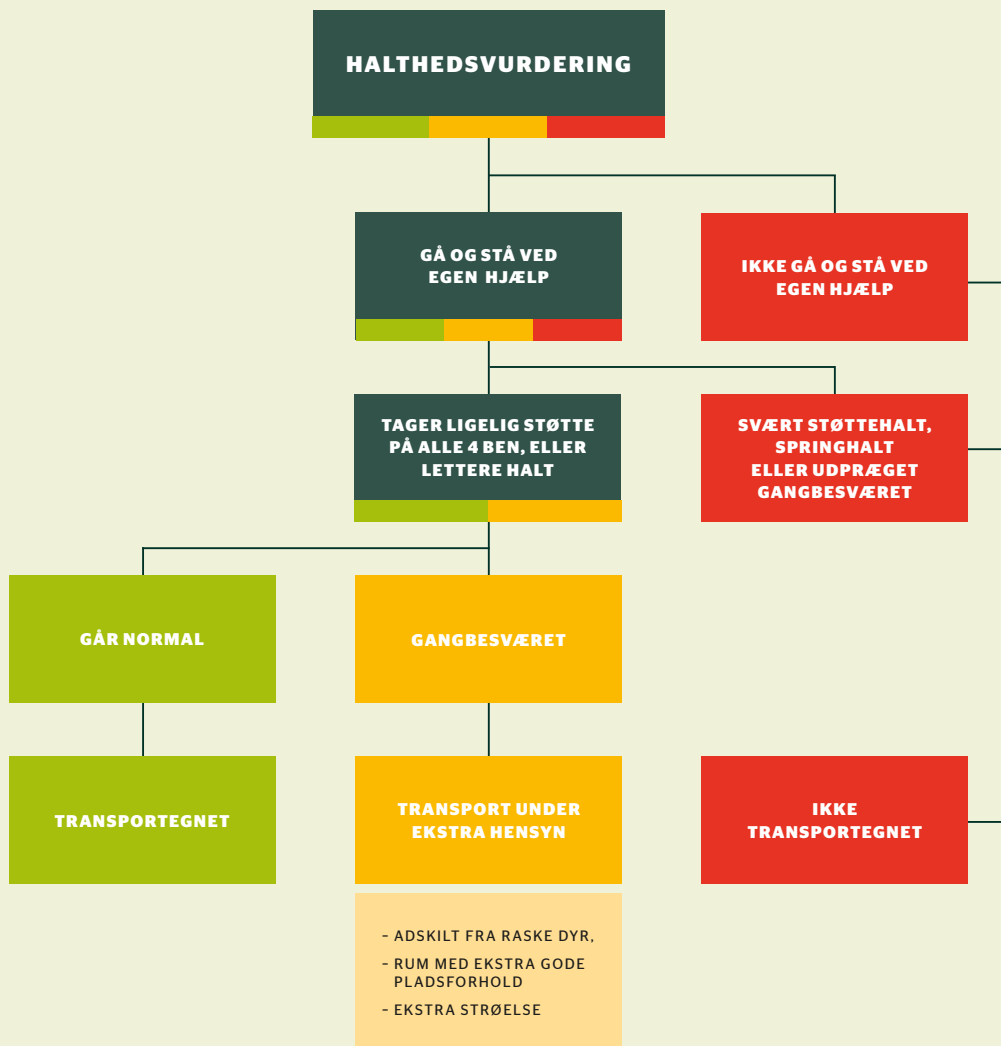 HALTHEDSVURDERING
GÅ OG STÅ VED
EGEN HJÆLP
IKKE GÅ OG STÅ VED
EGEN HJÆLP
TAGER LIGELIG STØTTE
PÅ ALLE 4 BEN, ELLER
LETTERE HALT
SVÆRT STØTTEHALT,
SPRINGHALT
ELLER UDPRÆGET
GANGBESVÆRET
GÅR NORMAL
GANGBESVÆRET
TRANSPORTEGNET
TRANSPORT UNDER
EKSTRA HENSYN
IKKE
TRANSPORTEGNET
- ADSKILT FRA RASKE DYR,
- RUM MED EKSTRA GODE
PLADSFORHOLD
- EKSTRA STRØELSE